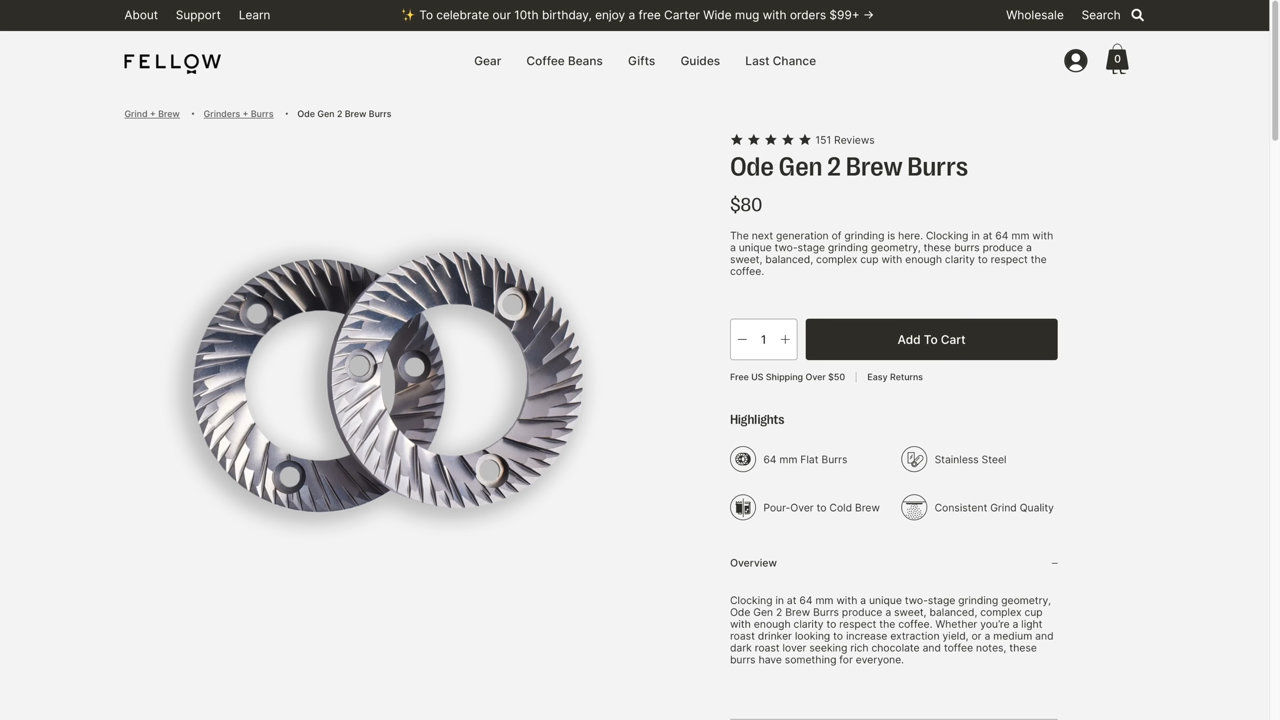 About Support Learn
✨ To celebrate our 10th birthday, enjoy a free Carter Wide mug with orders $99+ →
Wholesale Search
FELLOW
Gear Coffee Beans Gifts Guides Last Chance
0
Grind + Brew • Grinders + Burrs • Ode Gen 2 Brew Burrs
★★★★★ 151 Reviews
Ode Gen 2 Brew Burrs
$80
The next generation of grinding is here. Clocking in at 64 mm with
a unique two-stage grinding geometry, these burrs produce a
sweet, balanced, complex cup with enough clarity to respect the
coffee.
− 1 +
Add To Cart
Free US Shipping Over $50 | Easy Returns
Highlights
64 mm Flat Burrs
Stainless Steel
Pour-Over to Cold Brew
Consistent Grind Quality
Overview −
Clocking in at 64 mm with a unique two-stage grinding geometry,
Ode Gen 2 Brew Burrs produce a sweet, balanced, complex cup
with enough clarity to respect the coffee. Whether you're a light
roast drinker looking to increase extraction yield, or a medium and
dark roast lover seeking rich chocolate and toffee notes, these
burrs have something for everyone.